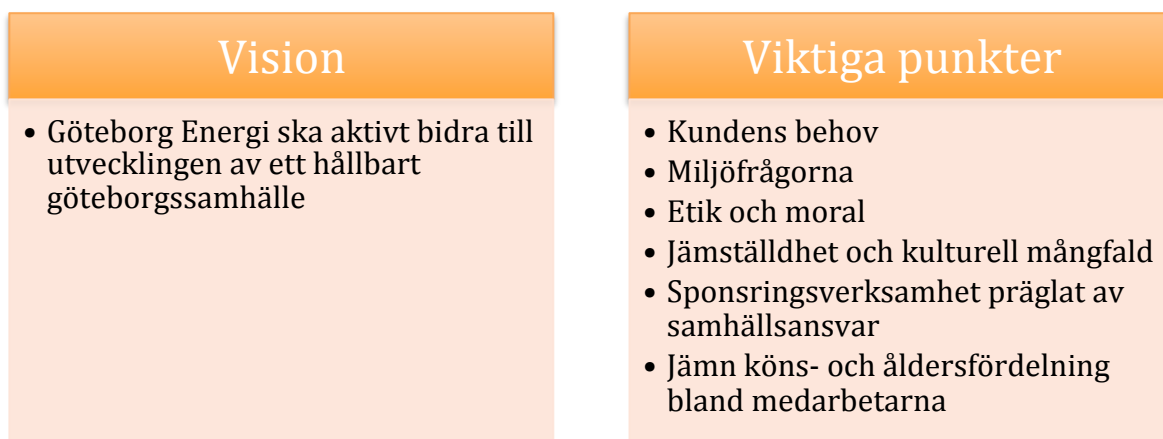 Vision
• Göteborg Energi ska aktivt bidra till
utvecklingen av ett hållbart
göteborgssamhälle
Viktiga punkter
• Kundens behov
• Miljöfrågorna
• Etik och moral
• Jämställdhet och kulturell mångfald
• Sponsringsverksamhet präglat av
samhällsansvar
• Jämn köns- och åldersfördelning
bland medarbetarna